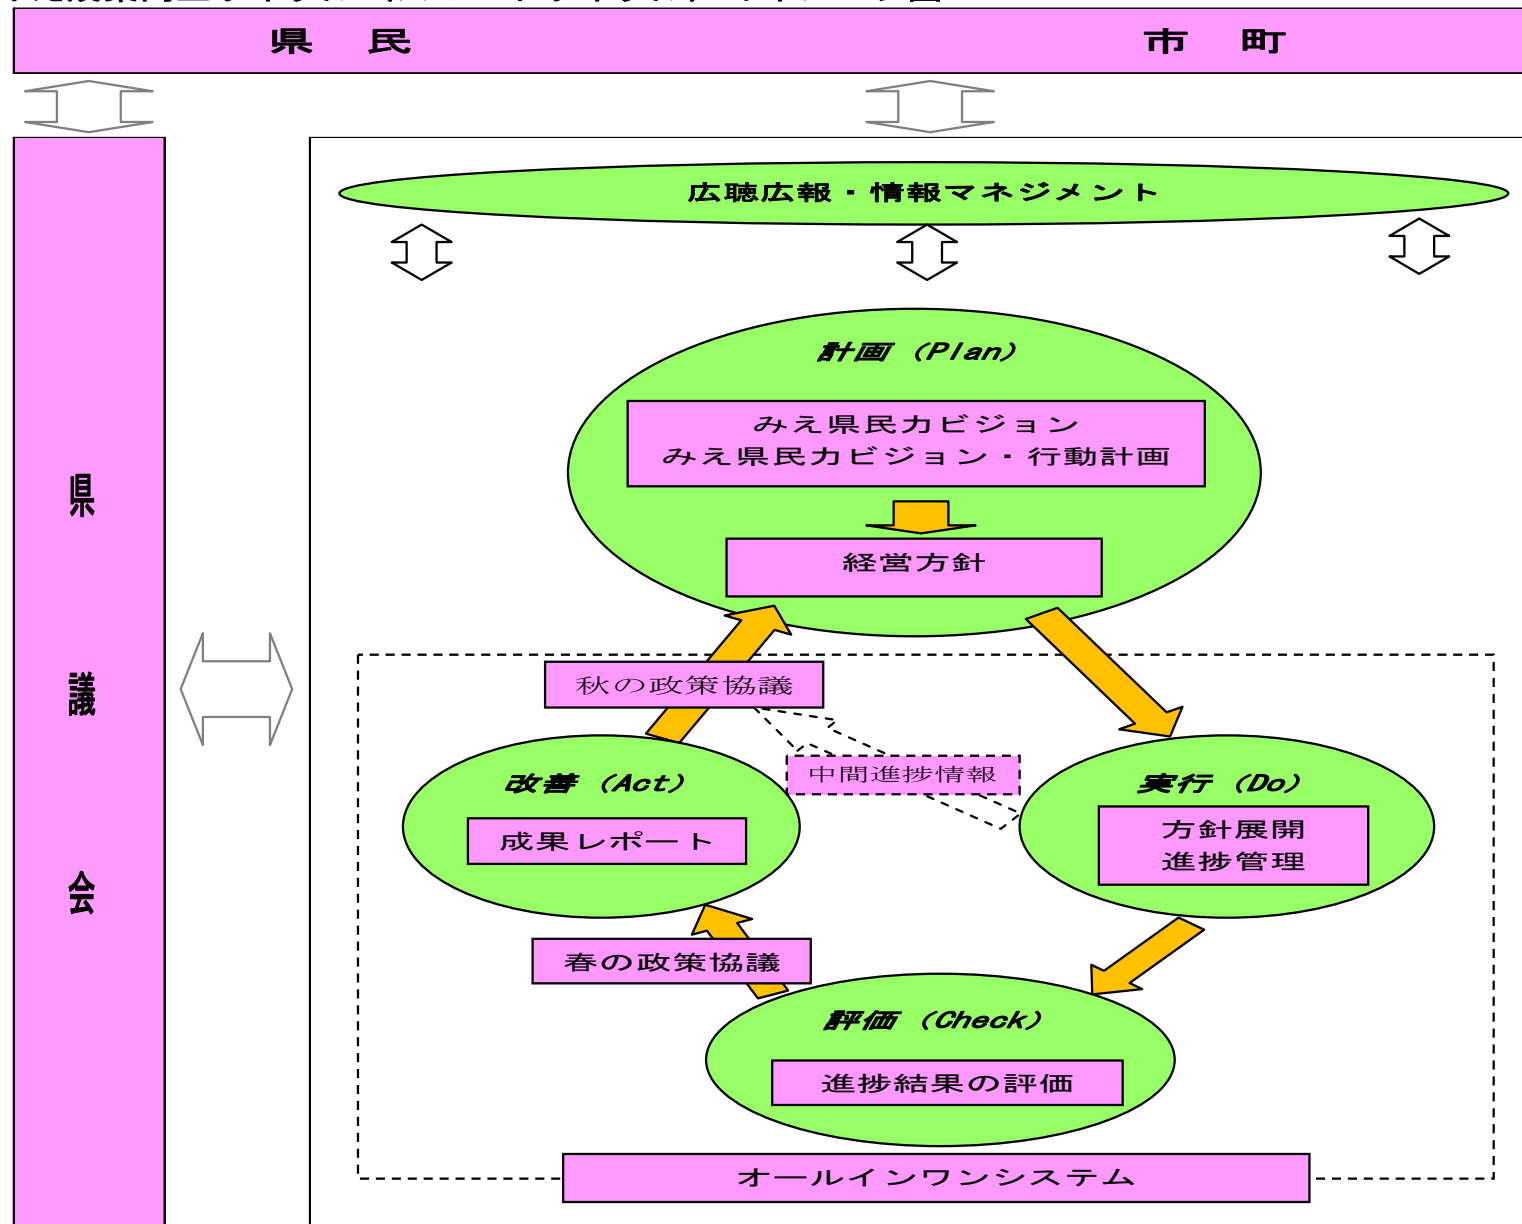 県 民 市 町
広聴広報・情報マネジメント
計画 (Plan)
みえ県民力ビジョン
みえ県民力ビジョン・行動計画
経営方針
県議会
秋の政策協議
中間進捗情報
改善 (Act)
成果レポート
実行 (Do)
方針展開
進捗管理
春の政策協議
評価 (Check)
進捗結果の評価
オールインワンシステム